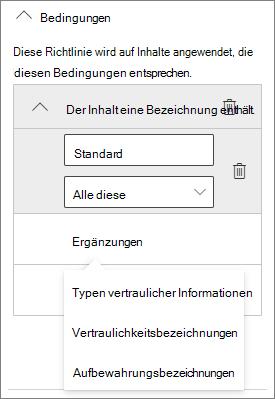 Bedingungen
Diese Richtlinie wird auf Inhalte angewendet, die
diesen Bedingungen entsprechen.
Der Inhalt eine Bezeichnung enthält.
Standard
Alle diese
Ergänzungen
Typen vertraulicher Informationen
Vertraulichkeitsbezeichnungen
Aufbewahrungsbezeichnungen